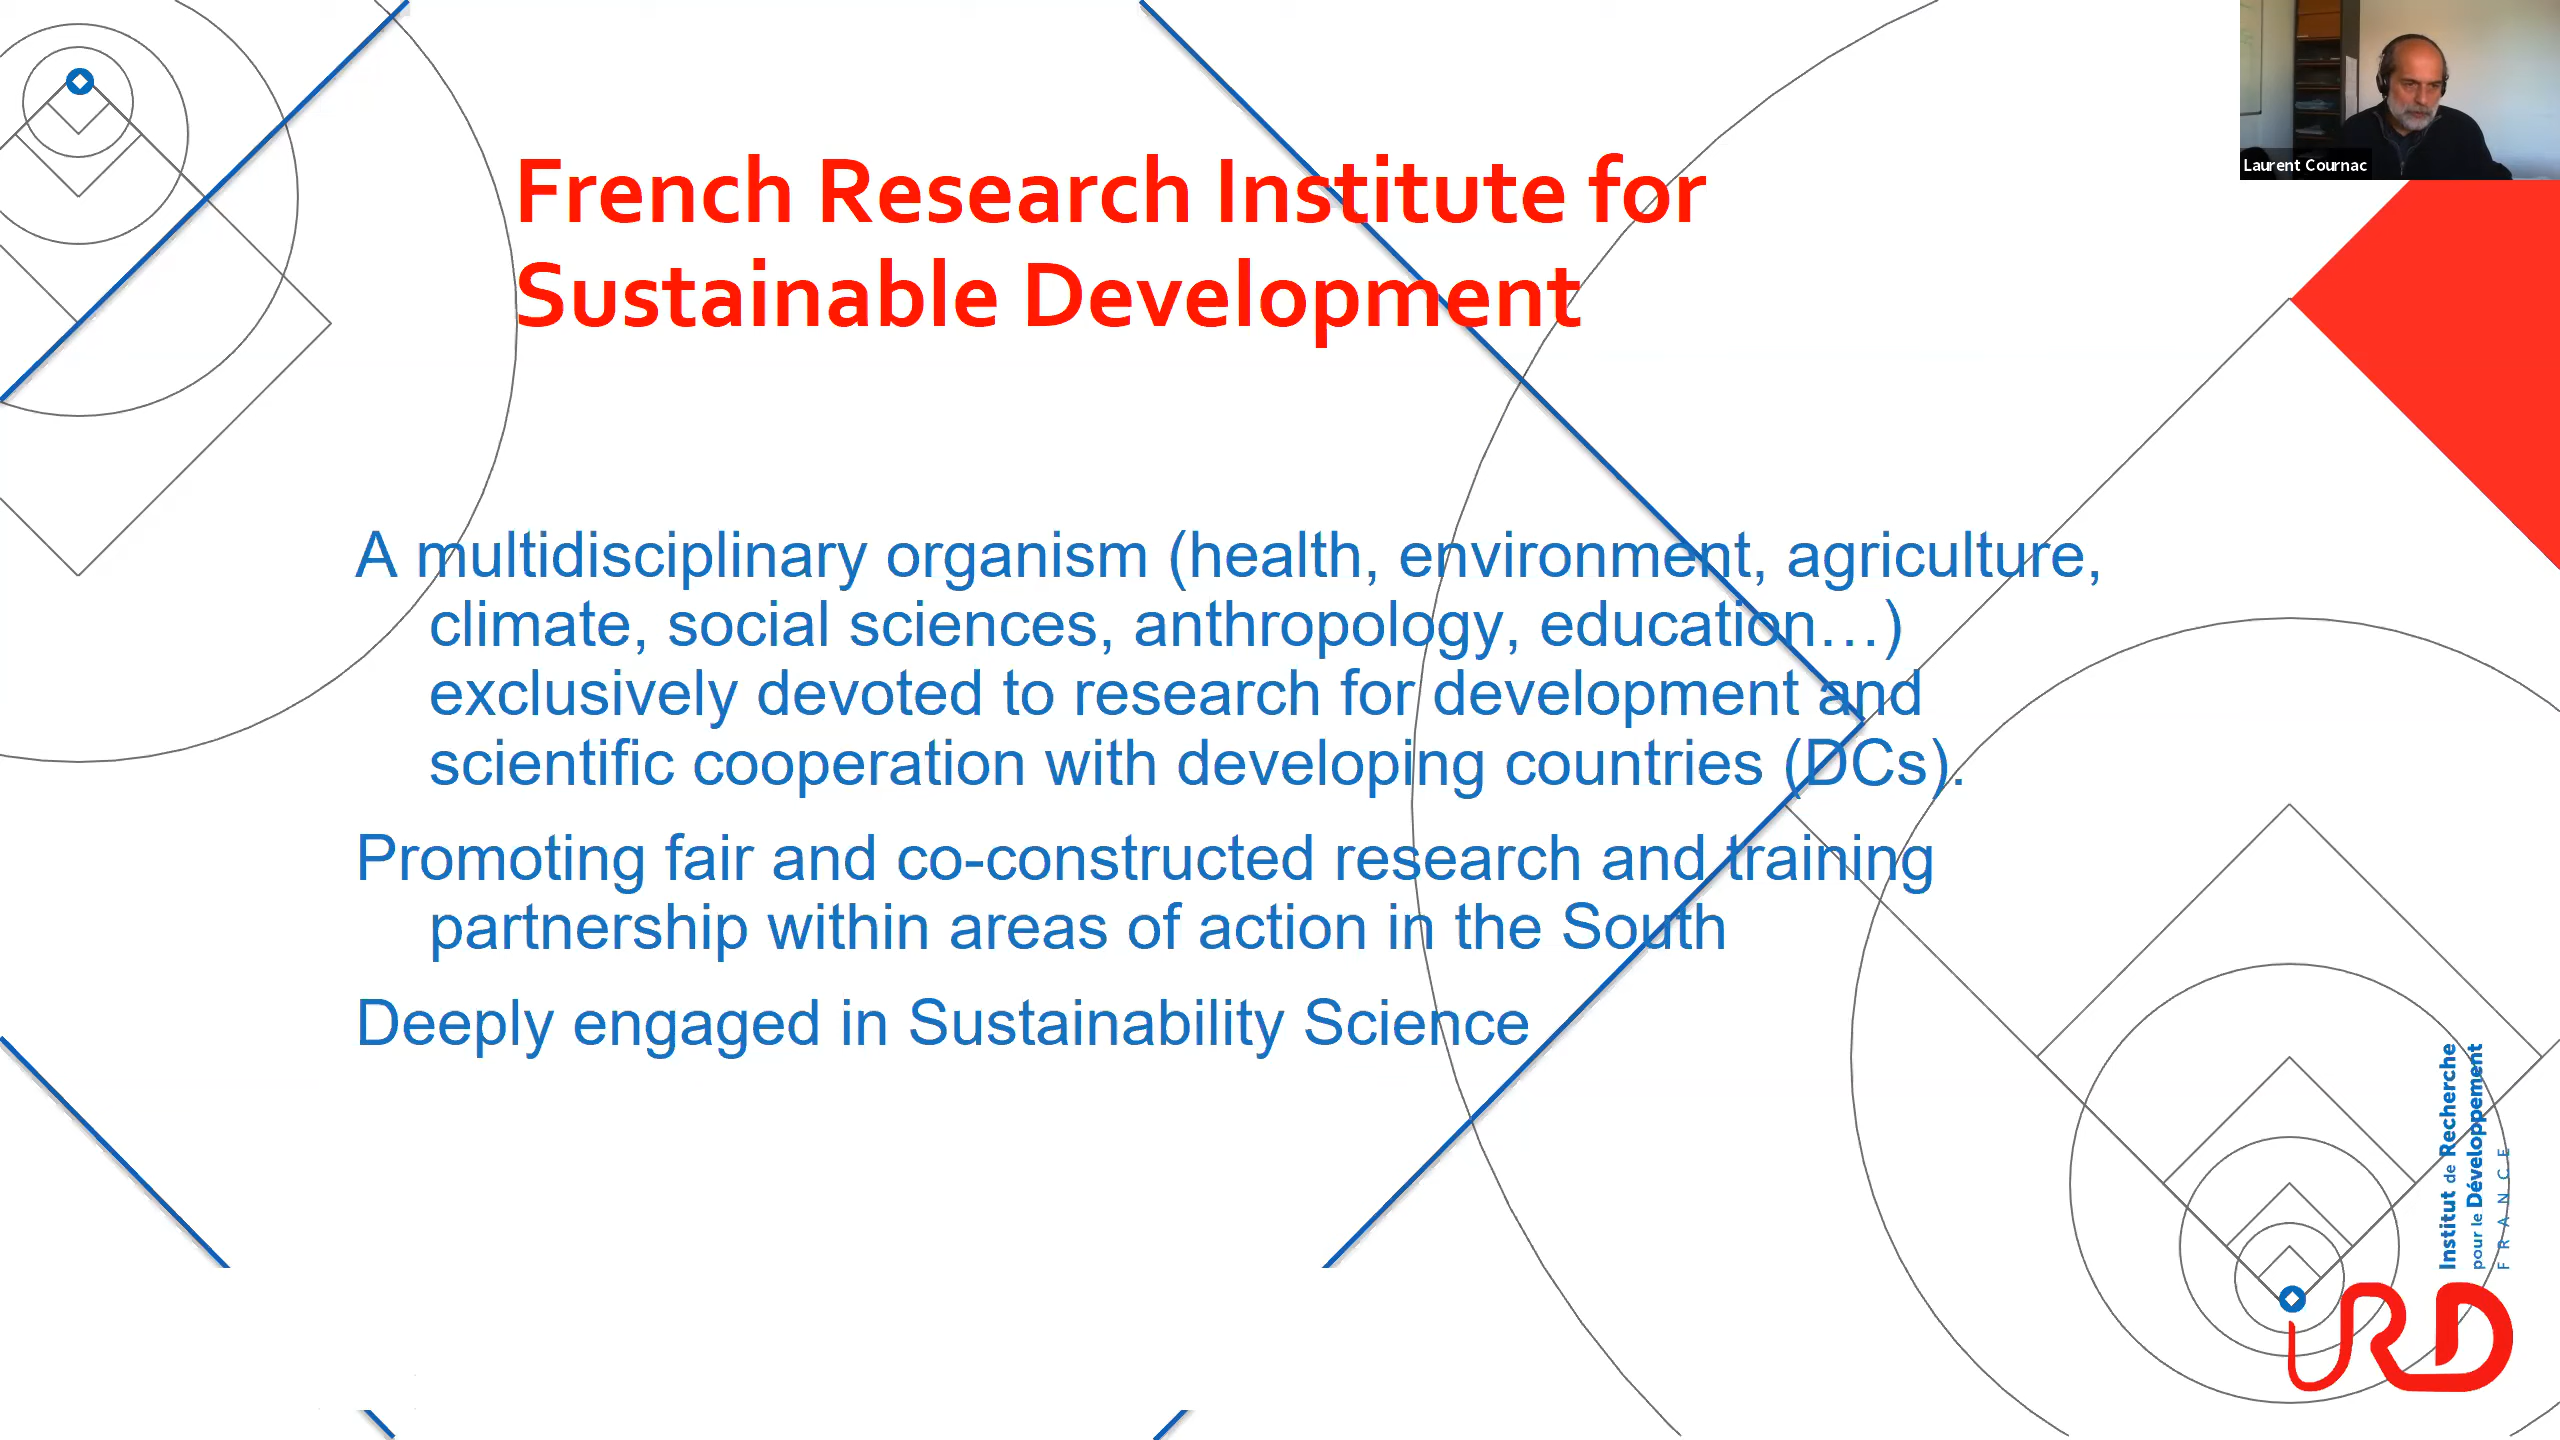 Laurent Cournac
French Research Institute for
Sustainable Development
A multidisciplinary organism (health, environment, agriculture,
climate, social sciences, anthropology, education…)
exclusively devoted to research for development and
scientific cooperation with developing countries (DCs).
Promoting fair and co-constructed research and training
partnership within areas of action in the South
Deeply engaged in Sustainability Science
Institut de Recherche
pour le Développement
FRANCE
IRD